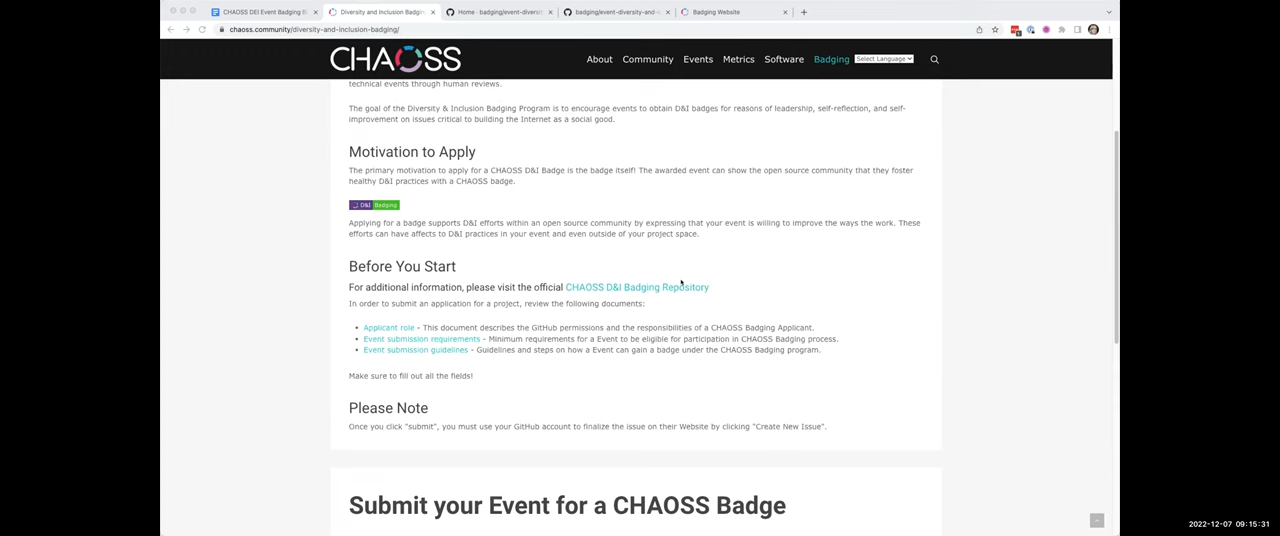 CHAOSS DEI Event Badging B
Diversity and Inclusion Badging
Home · badging/event-diversit
badging/event-diversity-and-
Badging Website
chaoss.community/diversity-and-inclusion-badging/
CHAOSS
About Community Events Metrics Software Badging Select Language
technical events through human reviews.
The goal of the Diversity & Inclusion Badging Program is to encourage events to obtain D&I badges for reasons of leadership, self-reflection, and self-
improvement on issues critical to building the Internet as a social good.
Motivation to Apply
The primary motivation to apply for a CHAOSS D&I Badge is the badge itself! The awarded event can show the open source community that they foster
healthy D&I practices with a CHAOSS badge.
D&I Badging
Applying for a badge supports D&I efforts within an open source community by expressing that your event is willing to improve the ways the work. These
efforts can have affects to D&I practices in your event and even outside of your project space.
Before You Start
For additional information, please visit the official CHAOSS D&I Badging Repository
In order to submit an application for a project, review the following documents:
• Applicant role - This document describes the GitHub permissions and the responsibilities of a CHAOSS Badging Applicant.
• Event submission requirements - Minimum requirements for a Event to be eligible for participation in CHAOSS Badging process.
• Event submission guidelines - Guidelines and steps on how a Event can gain a badge under the CHAOSS Badging program.
Make sure to fill out all the fields!
Please Note
Once you click "submit", you must use your GitHub account to finalize the issue on their Website by clicking "Create New Issue".
Submit your Event for a CHAOSS Badge
2022-12-07 09:15:31